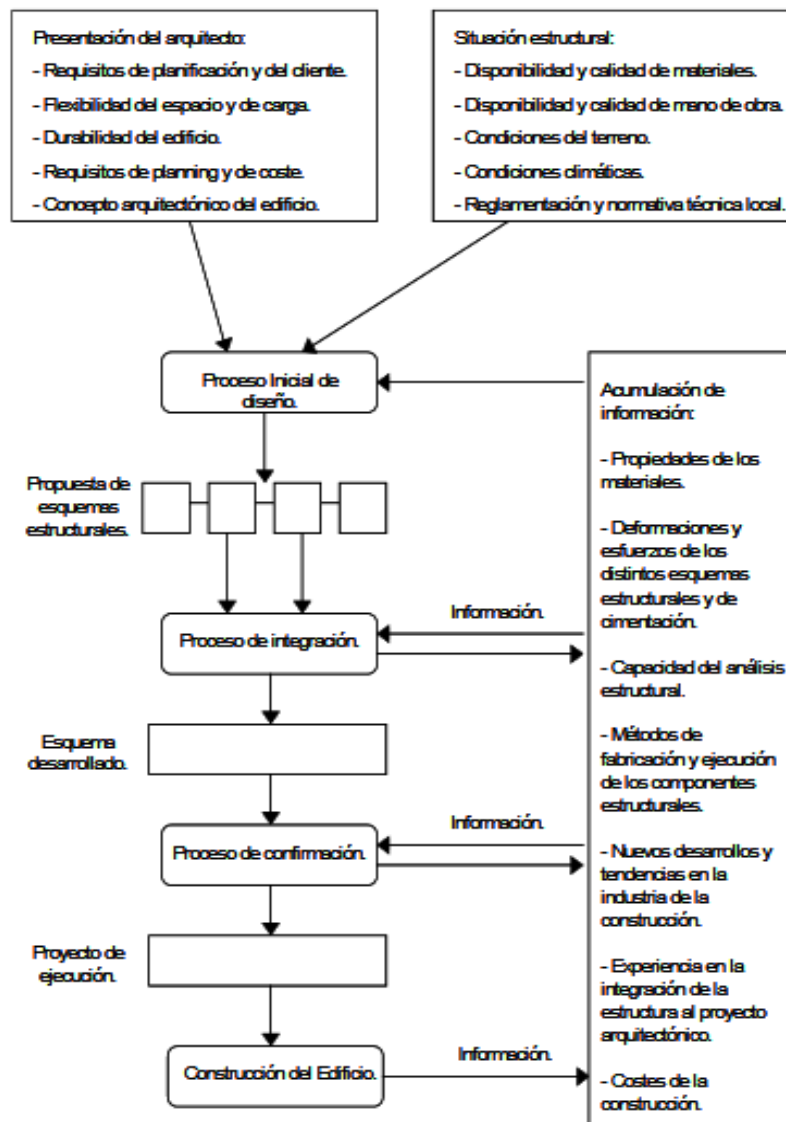 Presentación del arquitecto:
- Requisitos de planificación y del cliente.
- Flexibilidad del espacio y de carga.
- Durabilidad del edificio.
- Requisitos de planning y de coste.
- Concepto arquitectónico del edificio.
Situación estructural:
- Disponibilidad y calidad de materiales.
- Disponibilidad y calidad de mano de obra.
- Condiciones del terreno.
- Condiciones climáticas.
- Reglamentación y normativa técnica local.
Proceso Inicial de
diseño.
Propuesta de
esquemas
estructurales.
Información.
Proceso de integración.
Esquema
desarrollado.
Información.
Proceso de confirmación.
Proyecto de
ejecución.
Información.
Construcción del Edificio.
Acumulación de
información:
- Propiedades de los
materiales.
- Deformaciones y
esfuerzos de los
distintos esquemas
estructurales y de
cimentación.
- Capacidad del análisis
estructural.
- Métodos de
fabricación y ejecución
de los componentes
estructurales.
- Nuevos desarrollos y
tendencias en la
industria de la
construcción.
- Experiencia en la
integración de la
estructura al proyecto
arquitectónico.
- Costes de la
construcción.